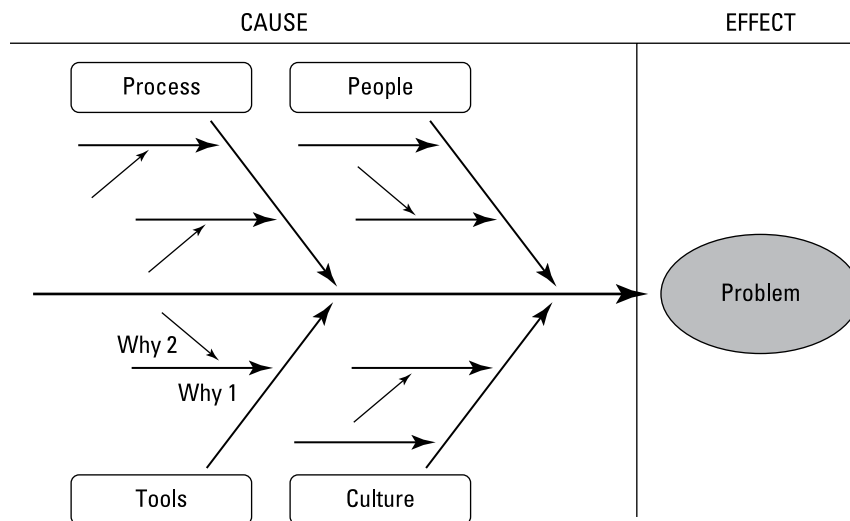 CAUSE
EFFECT
Process
People
Problem
Why 2
Why 1
Tools
Culture